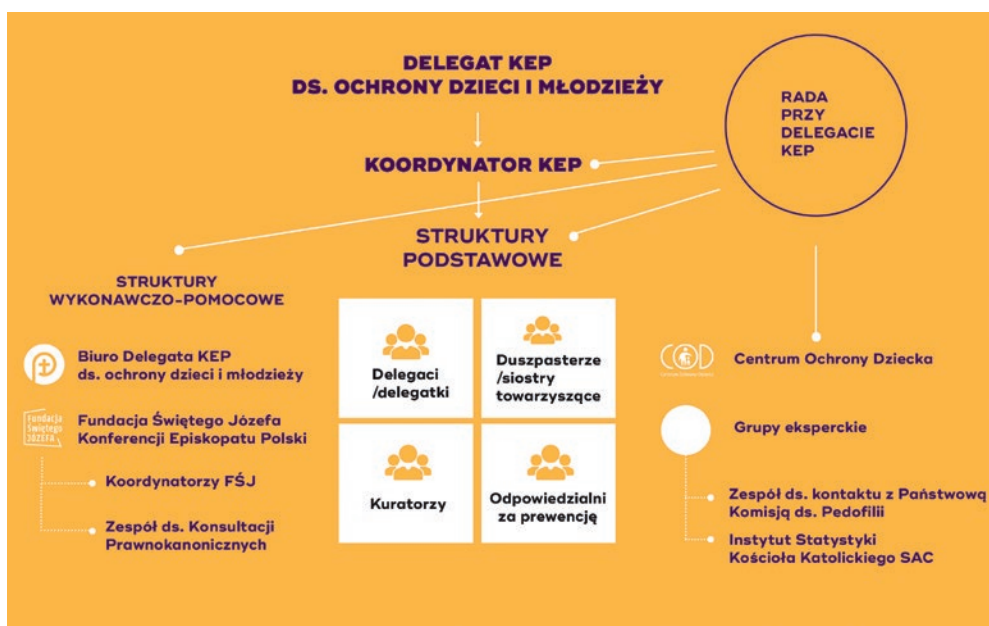 DELEGAT KEP
DS. OCHRONY DZIECI I MŁODZIEŻY
KOORDYNATOR KEP
RADA
PRZY
DELEGACIE
KEP
STRUKTURY
PODSTAWOWE
STRUKTURY
WYKONAWCZO-POMOCOWE
Biuro Delegata KEP
ds. ochrony dzieci i młodzieży
Fundacja
Świętego
JÓZEFA
Fundacja Świętego Józefa
Konferencji Episkopatu Polski
Koordynatorzy FŚJ
Zespół ds. Konsultacji
Prawnokanonicznych
Delegaci
/delegatki
Duszpasterze
/siostry
towarzyszące
Kuratorzy
Odpowiedzialni
za prewencję
COD
Centrum Ochrony Dziecka
Centrum Ochrony Dziecka
Grupy eksperckie
Zespół ds. kontaktu z Państwową
Komisją ds. Pedofilii
Instytut Statystyki
Kościoła Katolickiego SAC